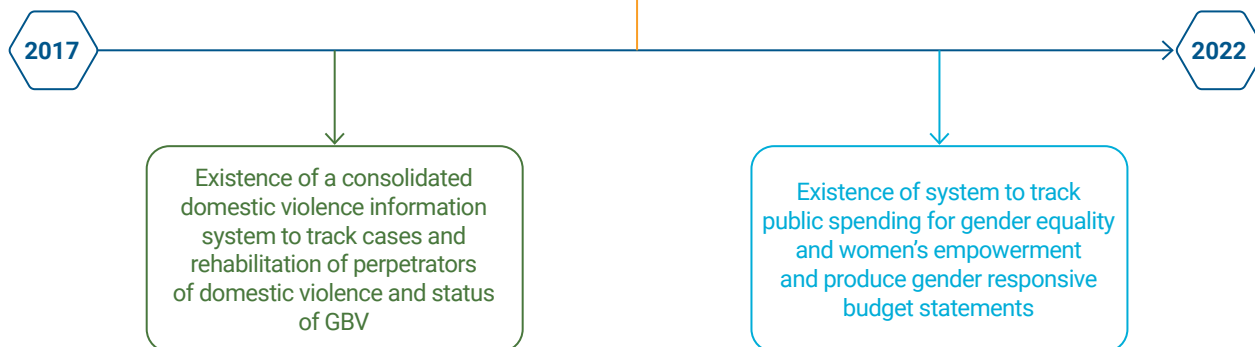 2017
2022
Existence of a consolidated
domestic violence information
system to track cases and
rehabilitation of perpetrators
of domestic violence and status
of GBV
Existence of system to track
public spending for gender equality
and women’s empowerment
and produce gender responsive
budget statements